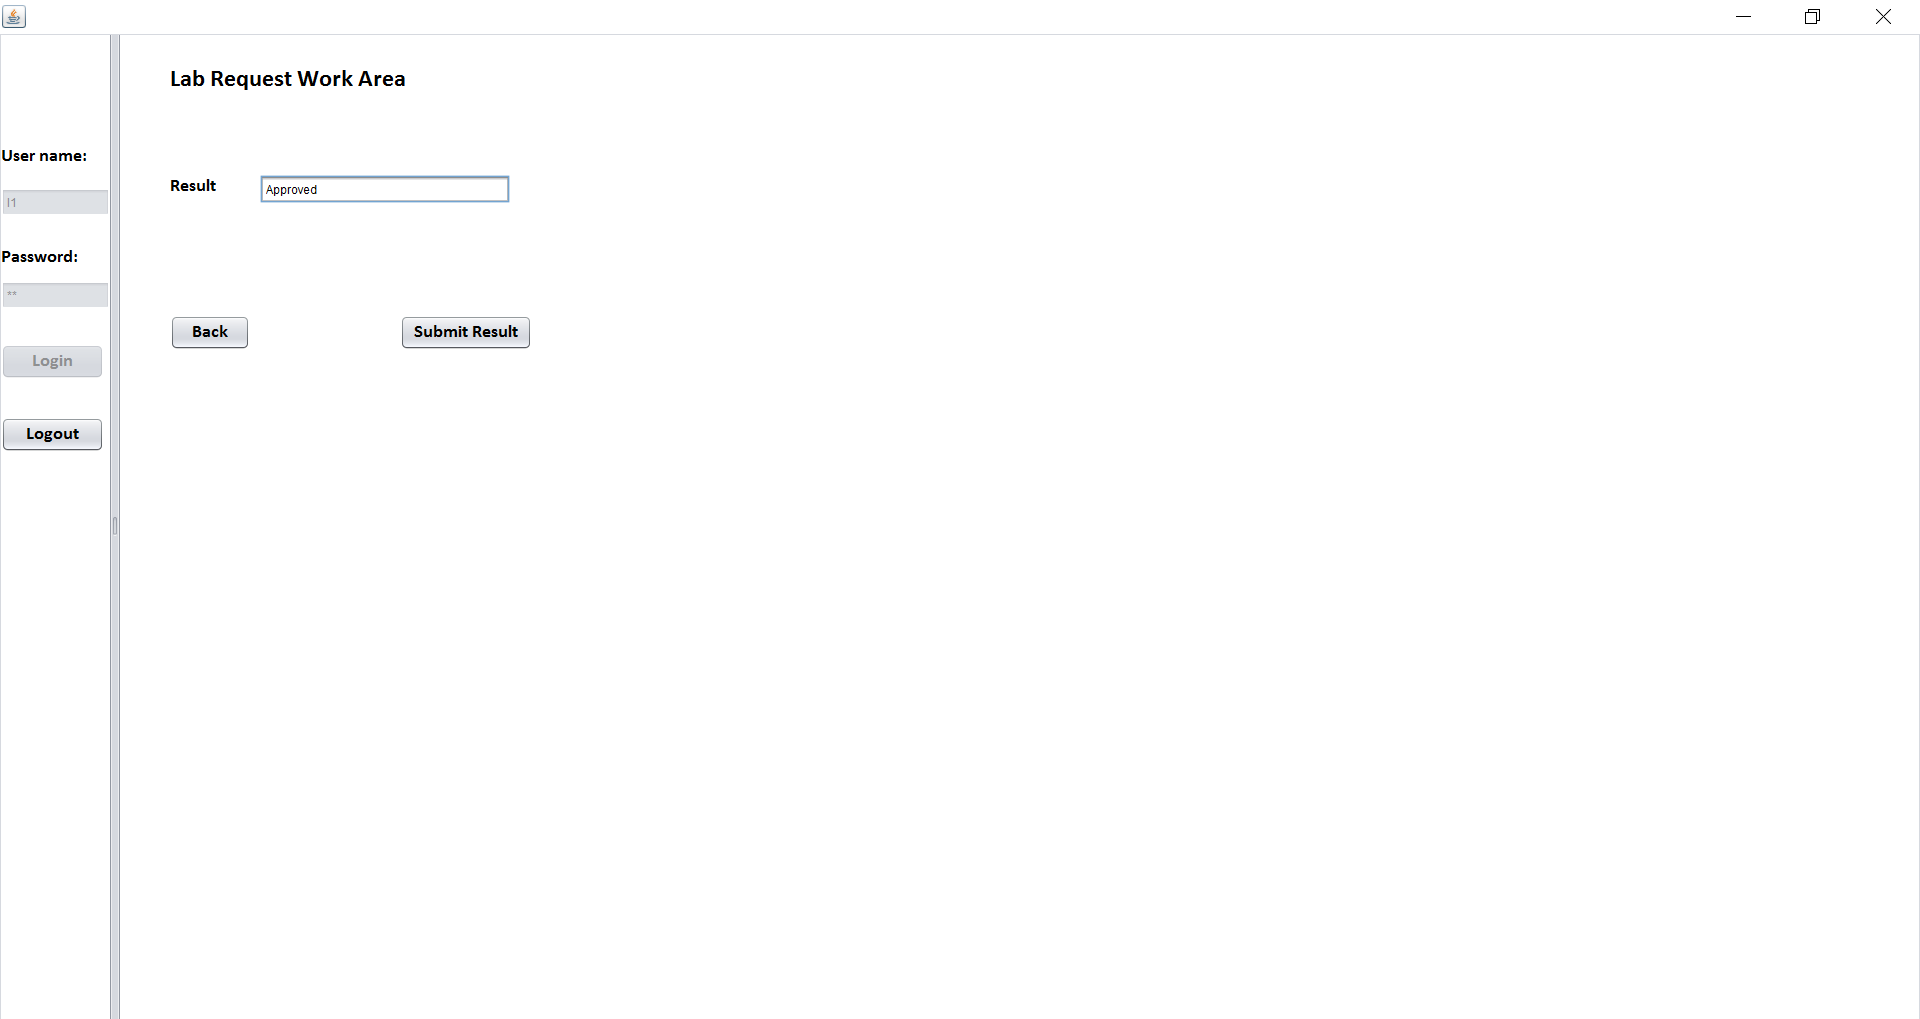 Lab Request Work Area
User name:
l1
Password:
**
Login
Logout
Result
Approved
Back
Submit Result